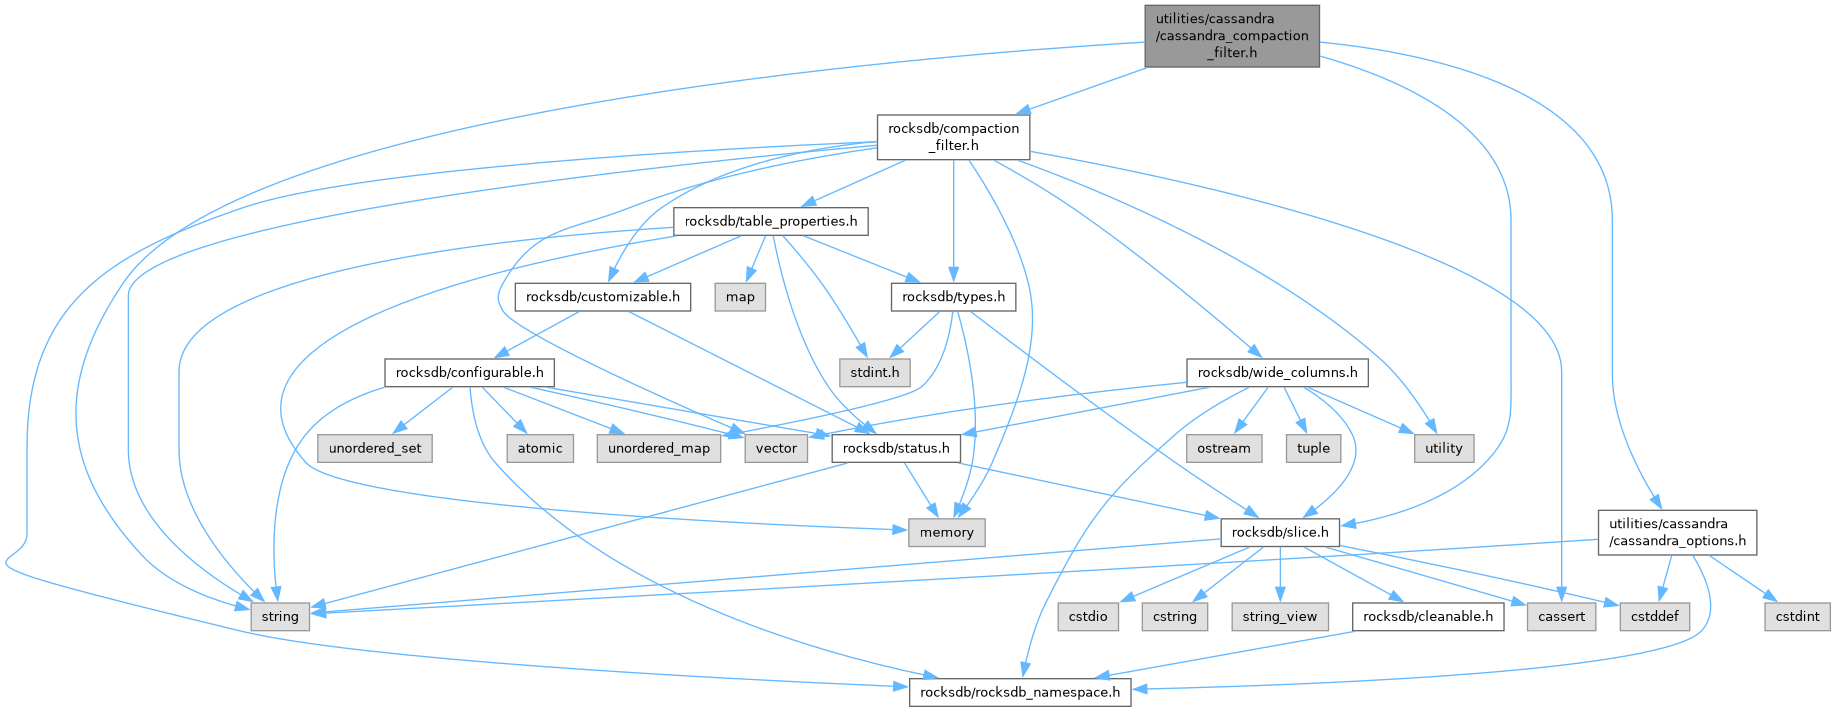 utilities/cassandra
/cassandra_compaction
_filter.h
rocksdb/compaction
_filter.h
rocksdb/table_properties.h
rocksdb/customizable.h
map
rocksdb/types.h
rocksdb/configurable.h
stdint.h
rocksdb/wide_columns.h
unordered_set
atomic
unordered_map
vector
rocksdb/status.h
ostream
tuple
utility
memory
rocksdb/slice.h
utilities/cassandra
/cassandra_options.h
string
cstdio
cstring
string_view
rocksdb/cleanable.h
cassert
cstddef
cstdint
rocksdb/rocksdb_namespace.h